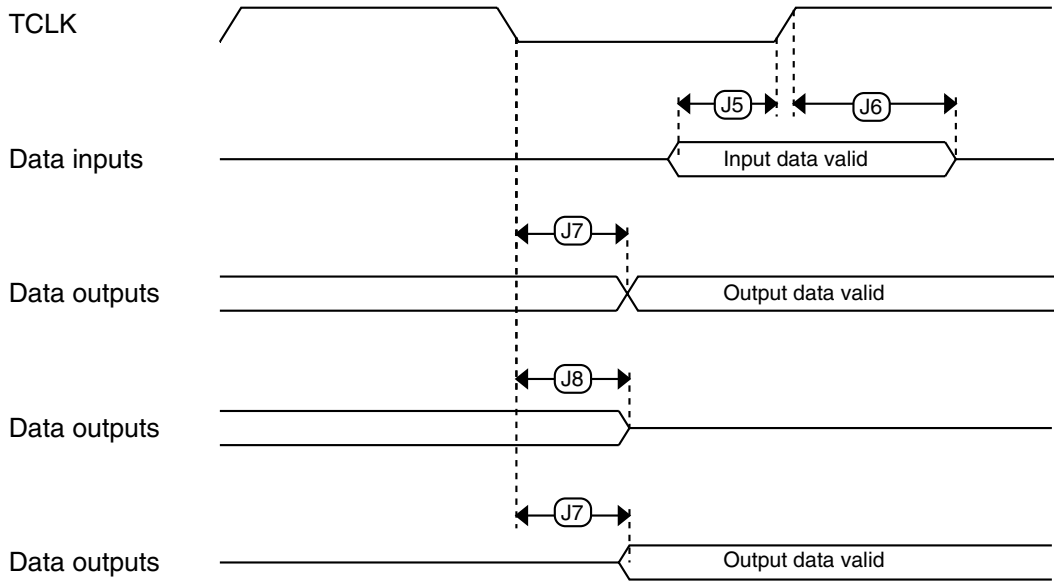 TCLK
J5
J6
Data inputs
Input data valid
J7
Data outputs
Output data valid
J8
Data outputs
J7
Data outputs
Output data valid